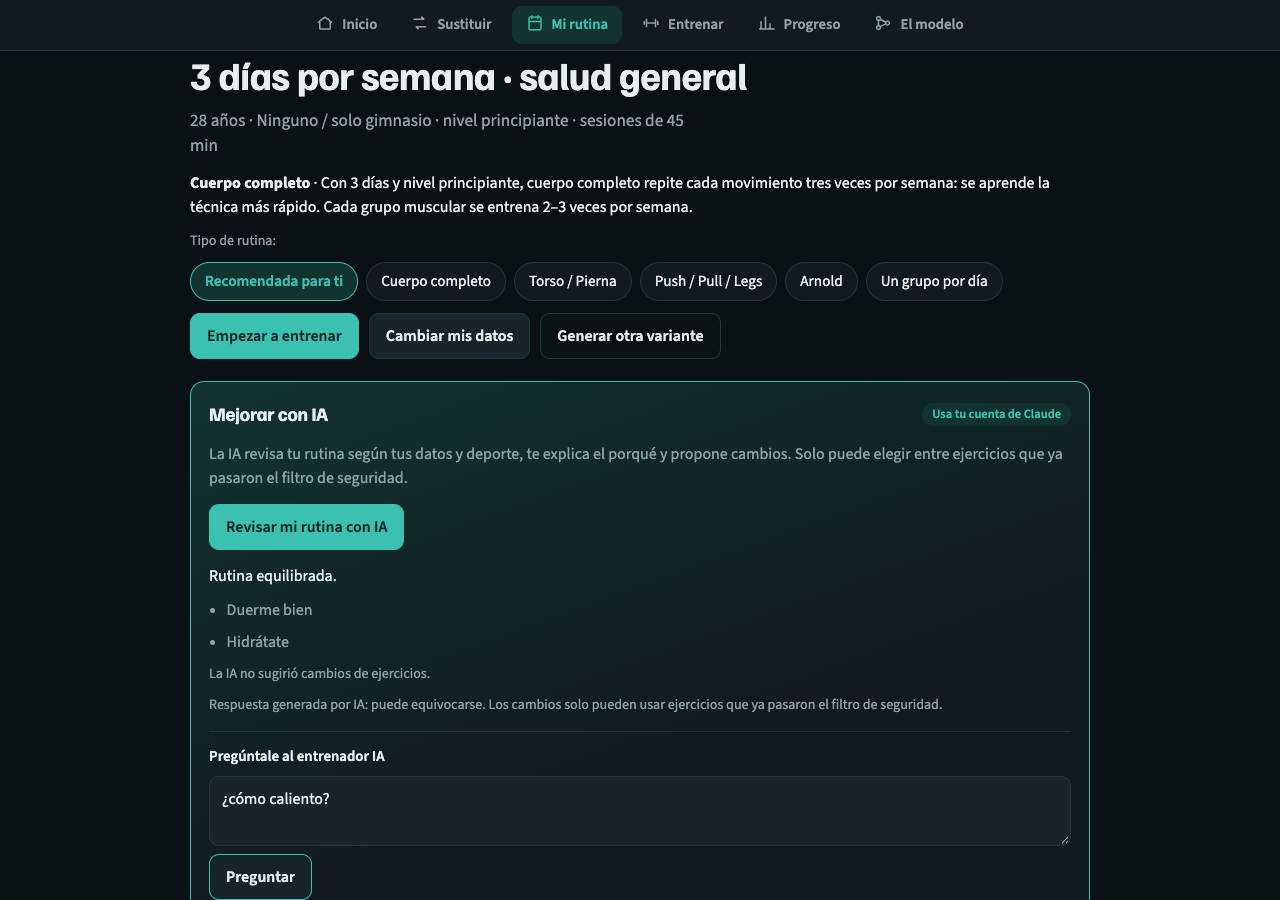 Inicio
Sustituir
Mi rutina
Entrenar
Progreso
El modelo
3 días por semana · salud general
28 años · Ninguno / solo gimnasio · nivel principiante · sesiones de 45
min
Cuerpo completo · Con 3 días y nivel principiante, cuerpo completo repite cada movimiento tres veces por semana: se aprende la
técnica más rápido. Cada grupo muscular se entrena 2–3 veces por semana.
Tipo de rutina:
Recomendada para ti
Cuerpo completo
Torso / Pierna
Push / Pull / Legs
Arnold
Un grupo por día
Empezar a entrenar
Cambiar mis datos
Generar otra variante
Mejorar con IA
Usa tu cuenta de Claude
La IA revisa tu rutina según tus datos y deporte, te explica el porqué y propone cambios. Solo puede elegir entre ejercicios que ya
pasaron el filtro de seguridad.
Revisar mi rutina con IA
Rutina equilibrada.
• Duerme bien
• Hidrátate
La IA no sugirió cambios de ejercicios.
Respuesta generada por IA: puede equivocarse. Los cambios solo pueden usar ejercicios que ya pasaron el filtro de seguridad.
Pregúntale al entrenador IA
¿cómo caliento?
Preguntar